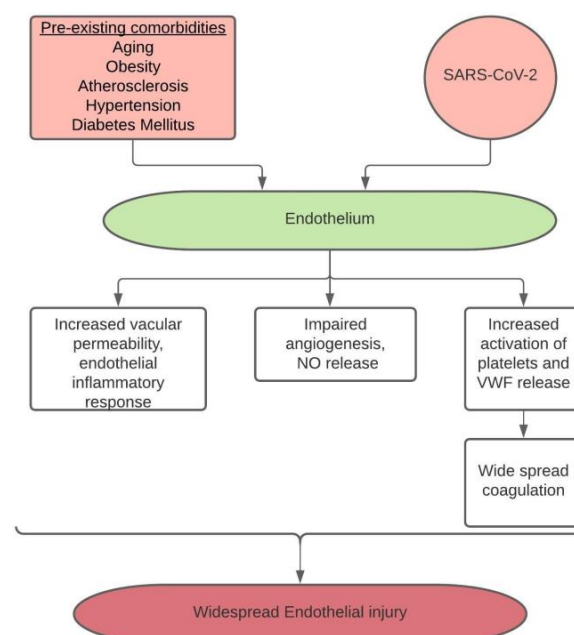 Pre-existing comorbidities
Aging
Obesity
Atherosclerosis
Hypertension
Diabetes Mellitus
SARS-CoV-2
Endothelium
Increased vacular
permeability,
endothelial
inflammatory
response
Impaired
angiogenesis,
NO release
Increased
activation of
platelets and
VWF release
Wide spread
coagulation
Widespread Endothelial injury